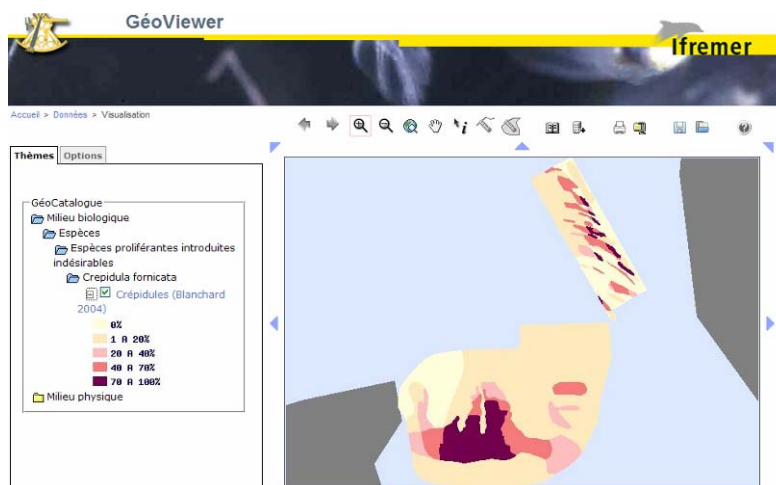 GéoViewer
Ifremer
Accueil > Données > Visualisation
Thèmes Options
GéoCatalogue
Milieu biologique
Espèces
Espèces proliférantes introduites
indésirables
Crepidula fornicata
Crépidules (Blanchard
2004)
0%
1 A 20%
20 A 40%
40 A 70%
70 A 100%
Milieu physique